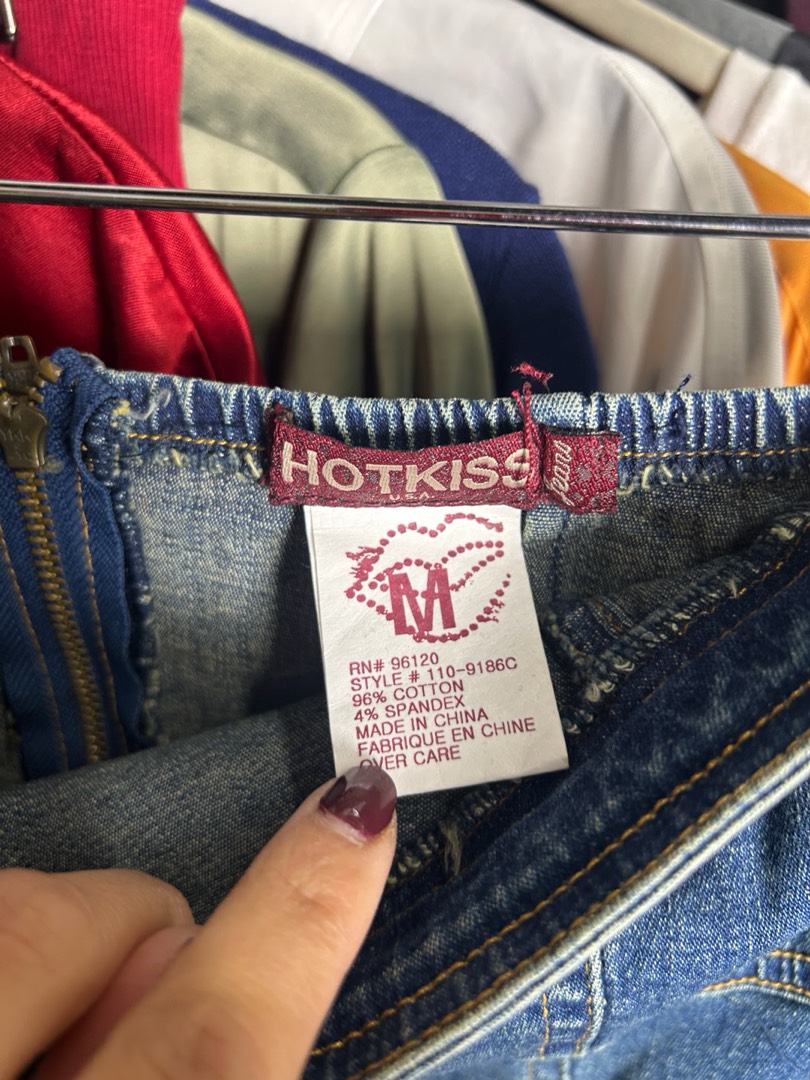 HOTKISS
U.S.A.
Jeans
M
RN# 96120
STYLE # 110-9186C
96% COTTON
4% SPANDEX
MADE IN CHINA
FABRIQUE EN CHINE
OVER CARE